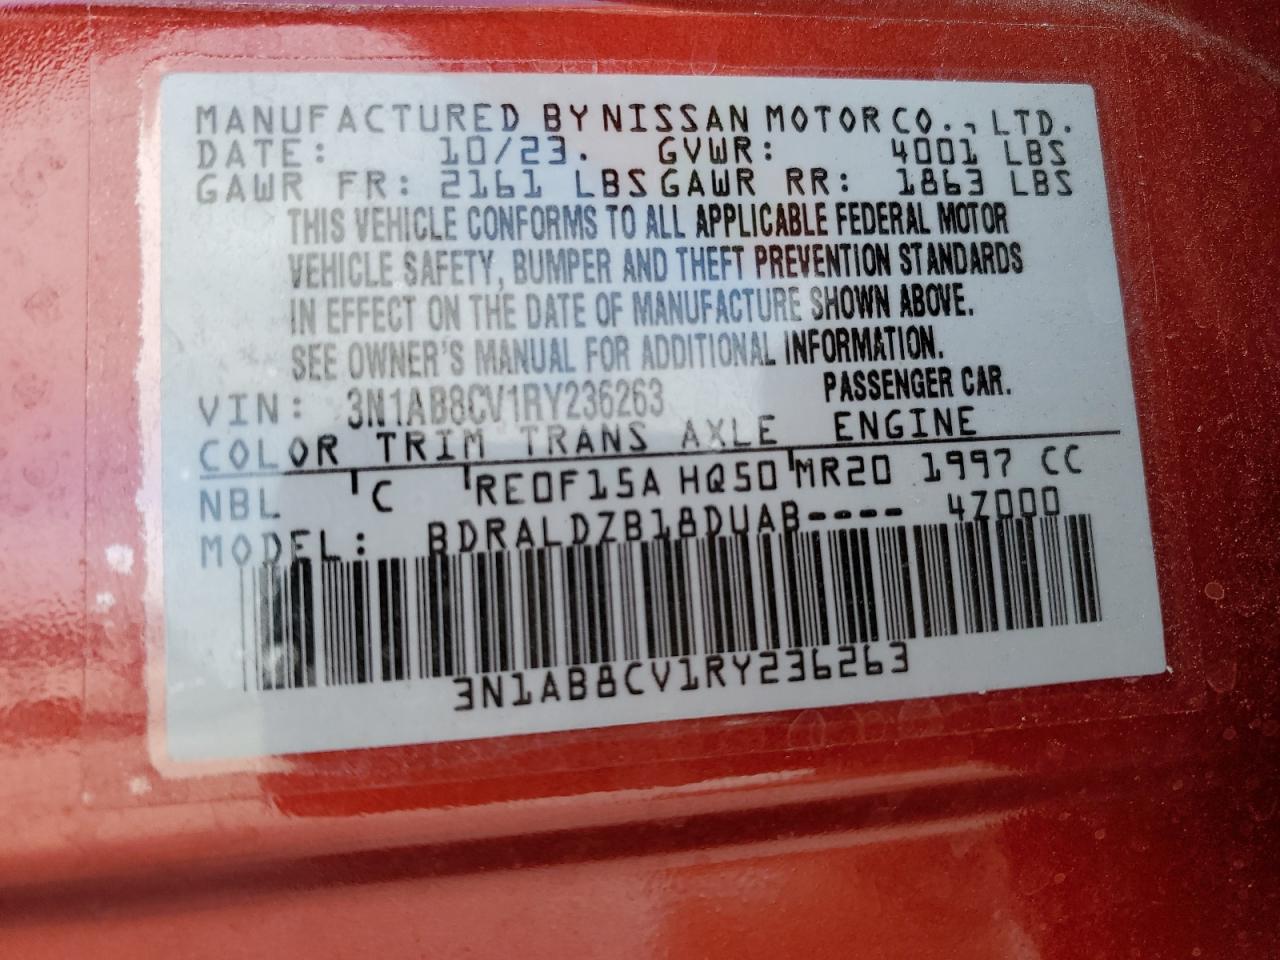 MANUFACTURED BY NISSAN MOTOR CO., LTD.
DATE: 10/23. GVWR: 4001 LBS
GAWR FR: 2161 LBS GAWR RR: 1863 LBS
THIS VEHICLE CONFORMS TO ALL APPLICABLE FEDERAL MOTOR
VEHICLE SAFETY, BUMPER AND THEFT PREVENTION STANDARDS
IN EFFECT ON THE DATE OF MANUFACTURE SHOWN ABOVE.
SEE OWNER'S MANUAL FOR ADDITIONAL INFORMATION.
VIN: 3N1AB8CV1RY236263 PASSENGER CAR.
COLOR TRIM TRANS AXLE ENGINE
NBL C RE0F15A HQ50 MR20 1997 CC
MODEL: BDRALDZB18DUAB---- 4Z000
3N1AB8CV1RY236263